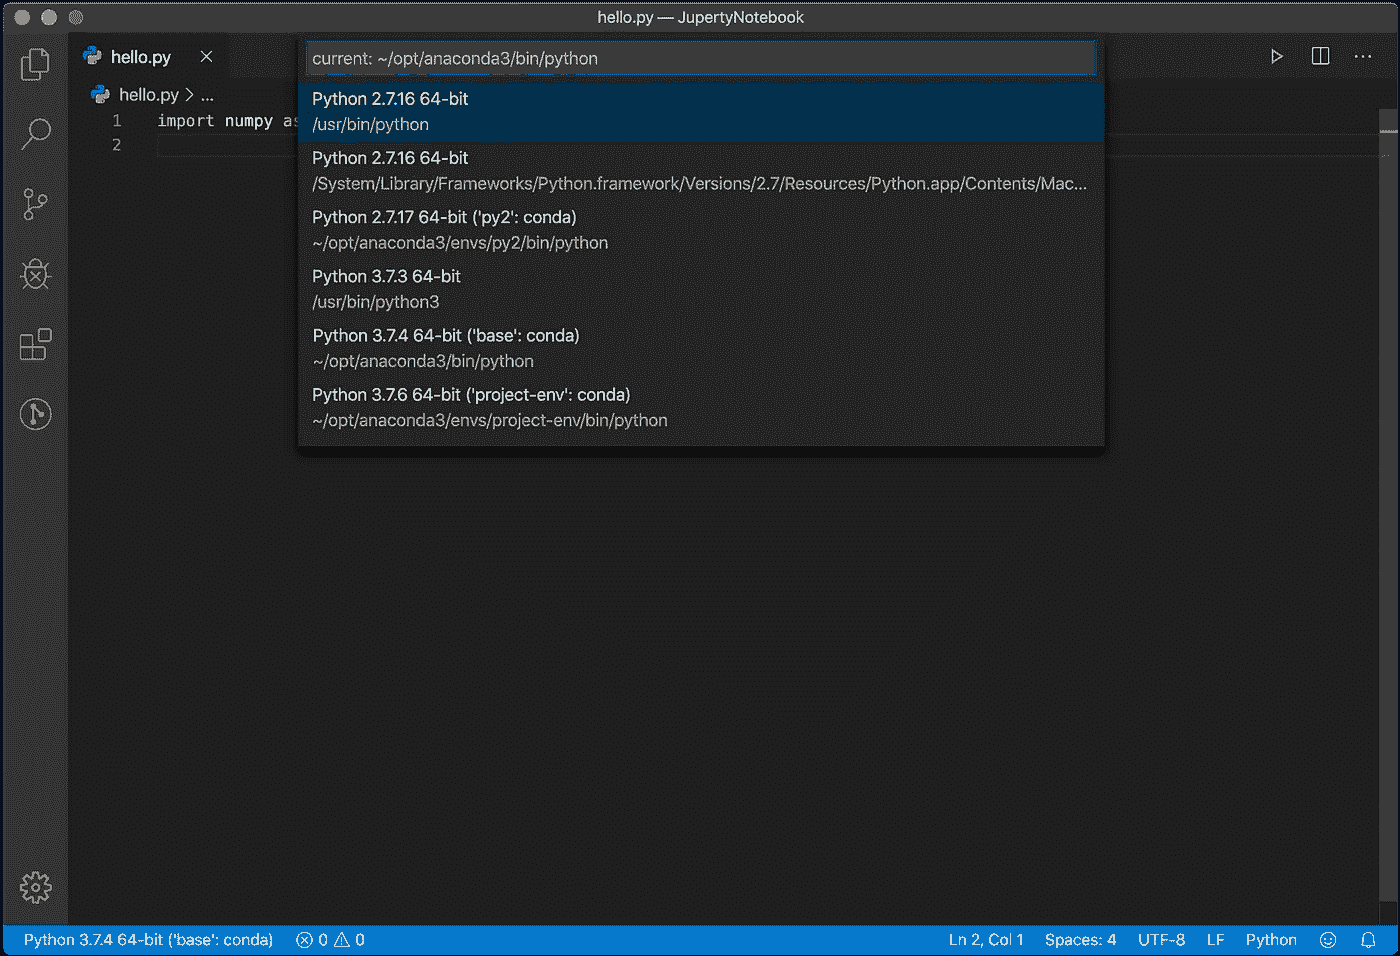 hello.py — JupertyNotebook
hello.py
current: ~/opt/anaconda3/bin/python
hello.py > ...
1 import numpy as
2
Python 2.7.16 64-bit
/usr/bin/python
Python 2.7.16 64-bit
/System/Library/Frameworks/Python.framework/Versions/2.7/Resources/Python.app/Contents/Mac...
Python 2.7.17 64-bit ('py2': conda)
~/opt/anaconda3/envs/py2/bin/python
Python 3.7.3 64-bit
/usr/bin/python3
Python 3.7.4 64-bit ('base': conda)
~/opt/anaconda3/bin/python
Python 3.7.6 64-bit ('project-env': conda)
~/opt/anaconda3/envs/project-env/bin/python
Python 3.7.4 64-bit ('base': conda) 0 0 Ln 2, Col 1 Spaces: 4 UTF-8 LF Python